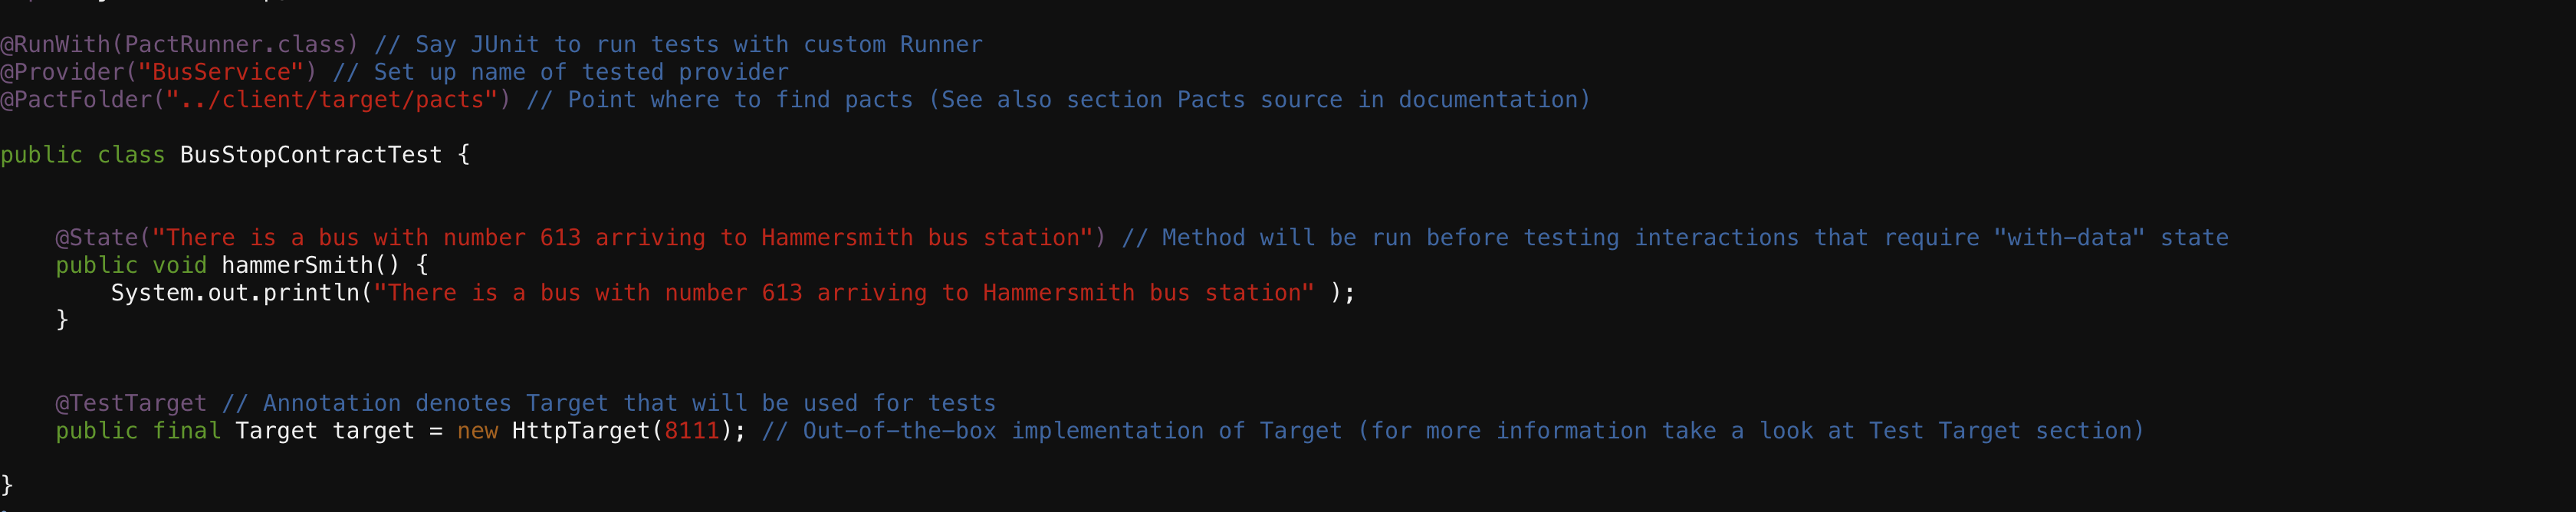 @RunWith(PactRunner.class) // Say JUnit to run tests with custom Runner
@Provider("BusService") // Set up name of tested provider
@PactFolder("../client/target/pacts") // Point where to find pacts (See also section Pacts source in documentation)
public class BusStopContractTest {
@State("There is a bus with number 613 arriving to Hammersmith bus station") // Method will be run before testing interactions that require "with-data" state
public void hammerSmith() {
System.out.println("There is a bus with number 613 arriving to Hammersmith bus station" );
}
@TestTarget // Annotation denotes Target that will be used for tests
public final Target target = new HttpTarget(8111); // Out-of-the-box implementation of Target (for more information take a look at Test Target section)
}